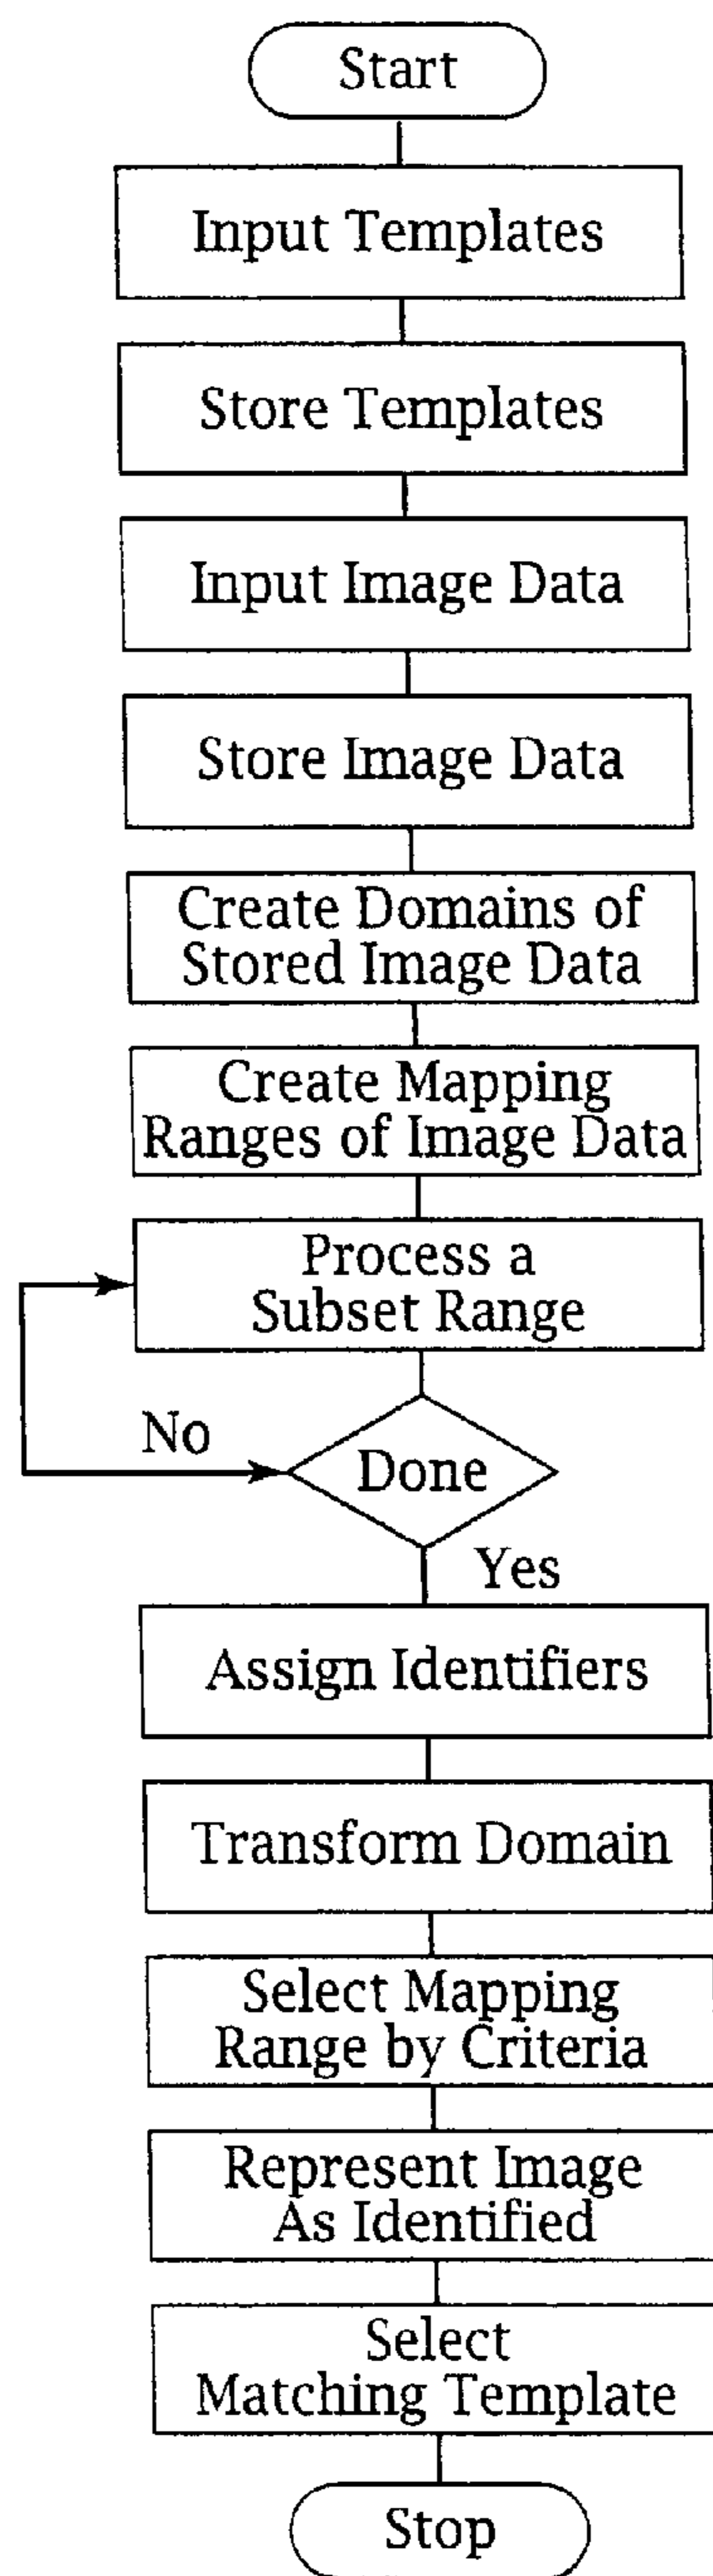 Start
Input Templates
Store Templates
Input Image Data
Store Image Data
Create Domains of
Stored Image Data
Create Mapping
Ranges of Image Data
Process a
Subset Range
No
Done
Yes
Assign Identifiers
Transform Domain
Select Mapping
Range by Criteria
Represent Image
As Identified
Select
Matching Template
Stop